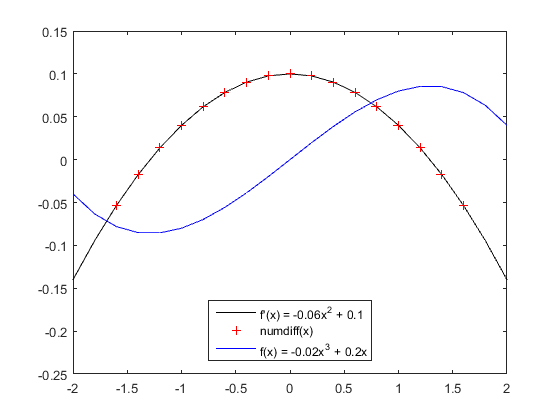 0.15
0.1
0.05
0
-0.05
-0.1
-0.15
-0.2
-0.25
f'(x) = -0.06x² + 0.1
numdiff(x)
f(x) = -0.02x³ + 0.2x
-2 -1.5 -1 -0.5 0 0.5 1 1.5 2